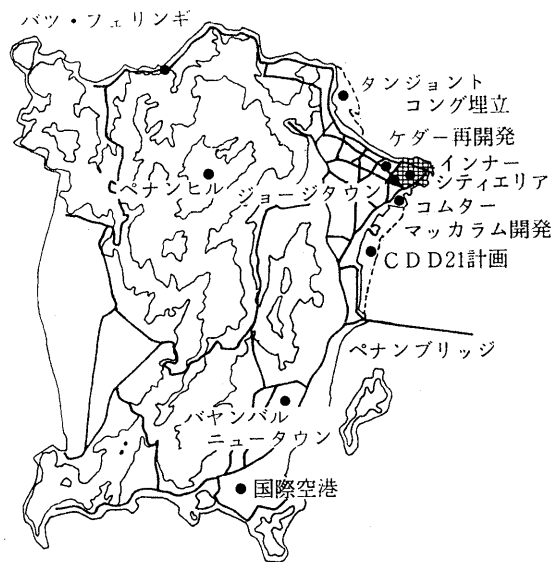 バツ・フェリンギ
タンジョント
コング埋立
ケダー再開発
インナー
シティエリア
ペナンヒル
ジョージタウン
コムター
マッカラム開発
CDD21計画
ペナンブリッジ
バヤンバル
ニュータウン
国際空港